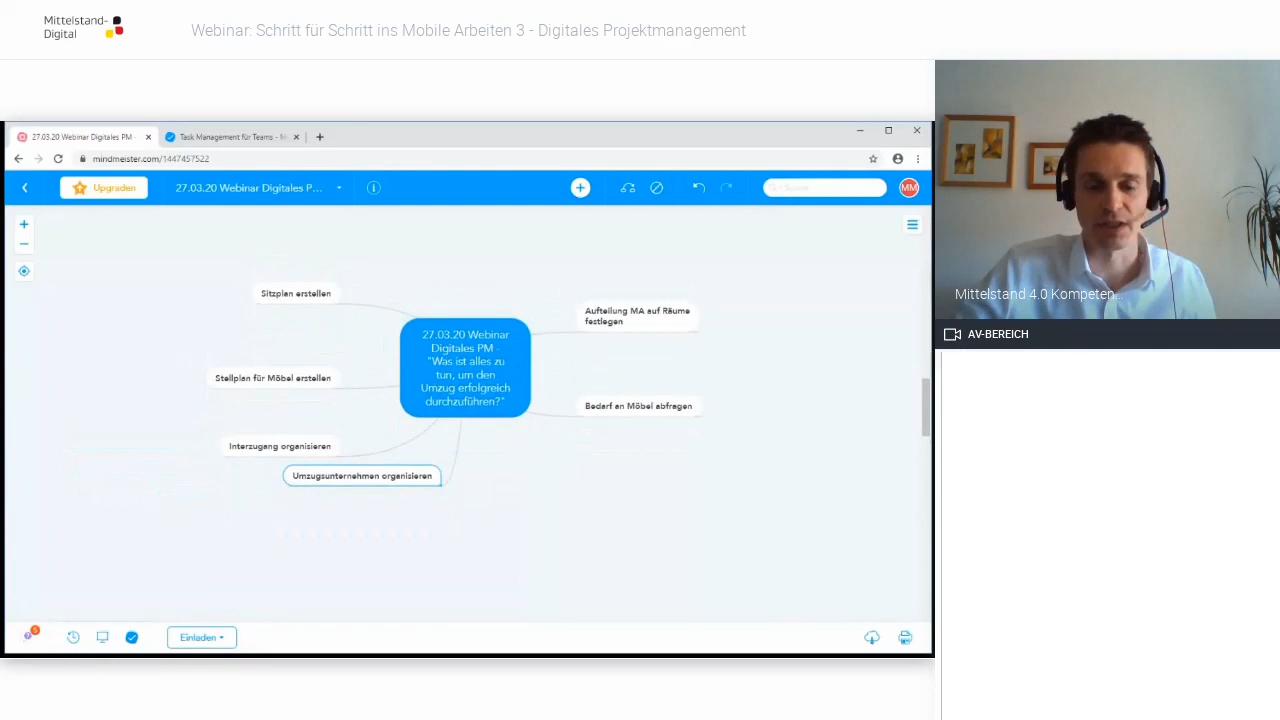 Mittelstand-
Digital
Webinar: Schritt für Schritt ins Mobile Arbeiten 3 - Digitales Projektmanagement
27.03.20 Webinar Digitales PM -
Task Management für Teams - M
mindmeister.com/1447457522
Upgraden
27.03.20 Webinar Digitales P...
MM
Sitzplan erstellen
Aufteilung MA auf Räume
festlegen
27.03.20 Webinar
Digitales PM -
"Was ist alles zu
tun, um den
Umzug erfolgreich
durchzuführen?"
Stellplan für Möbel erstellen
Bedarf an Möbel abfragen
Interzugang organisieren
Umzugsunternehmen organisieren
5
Einladen
Mittelstand 4.0 Kompeten...
AV-BEREICH